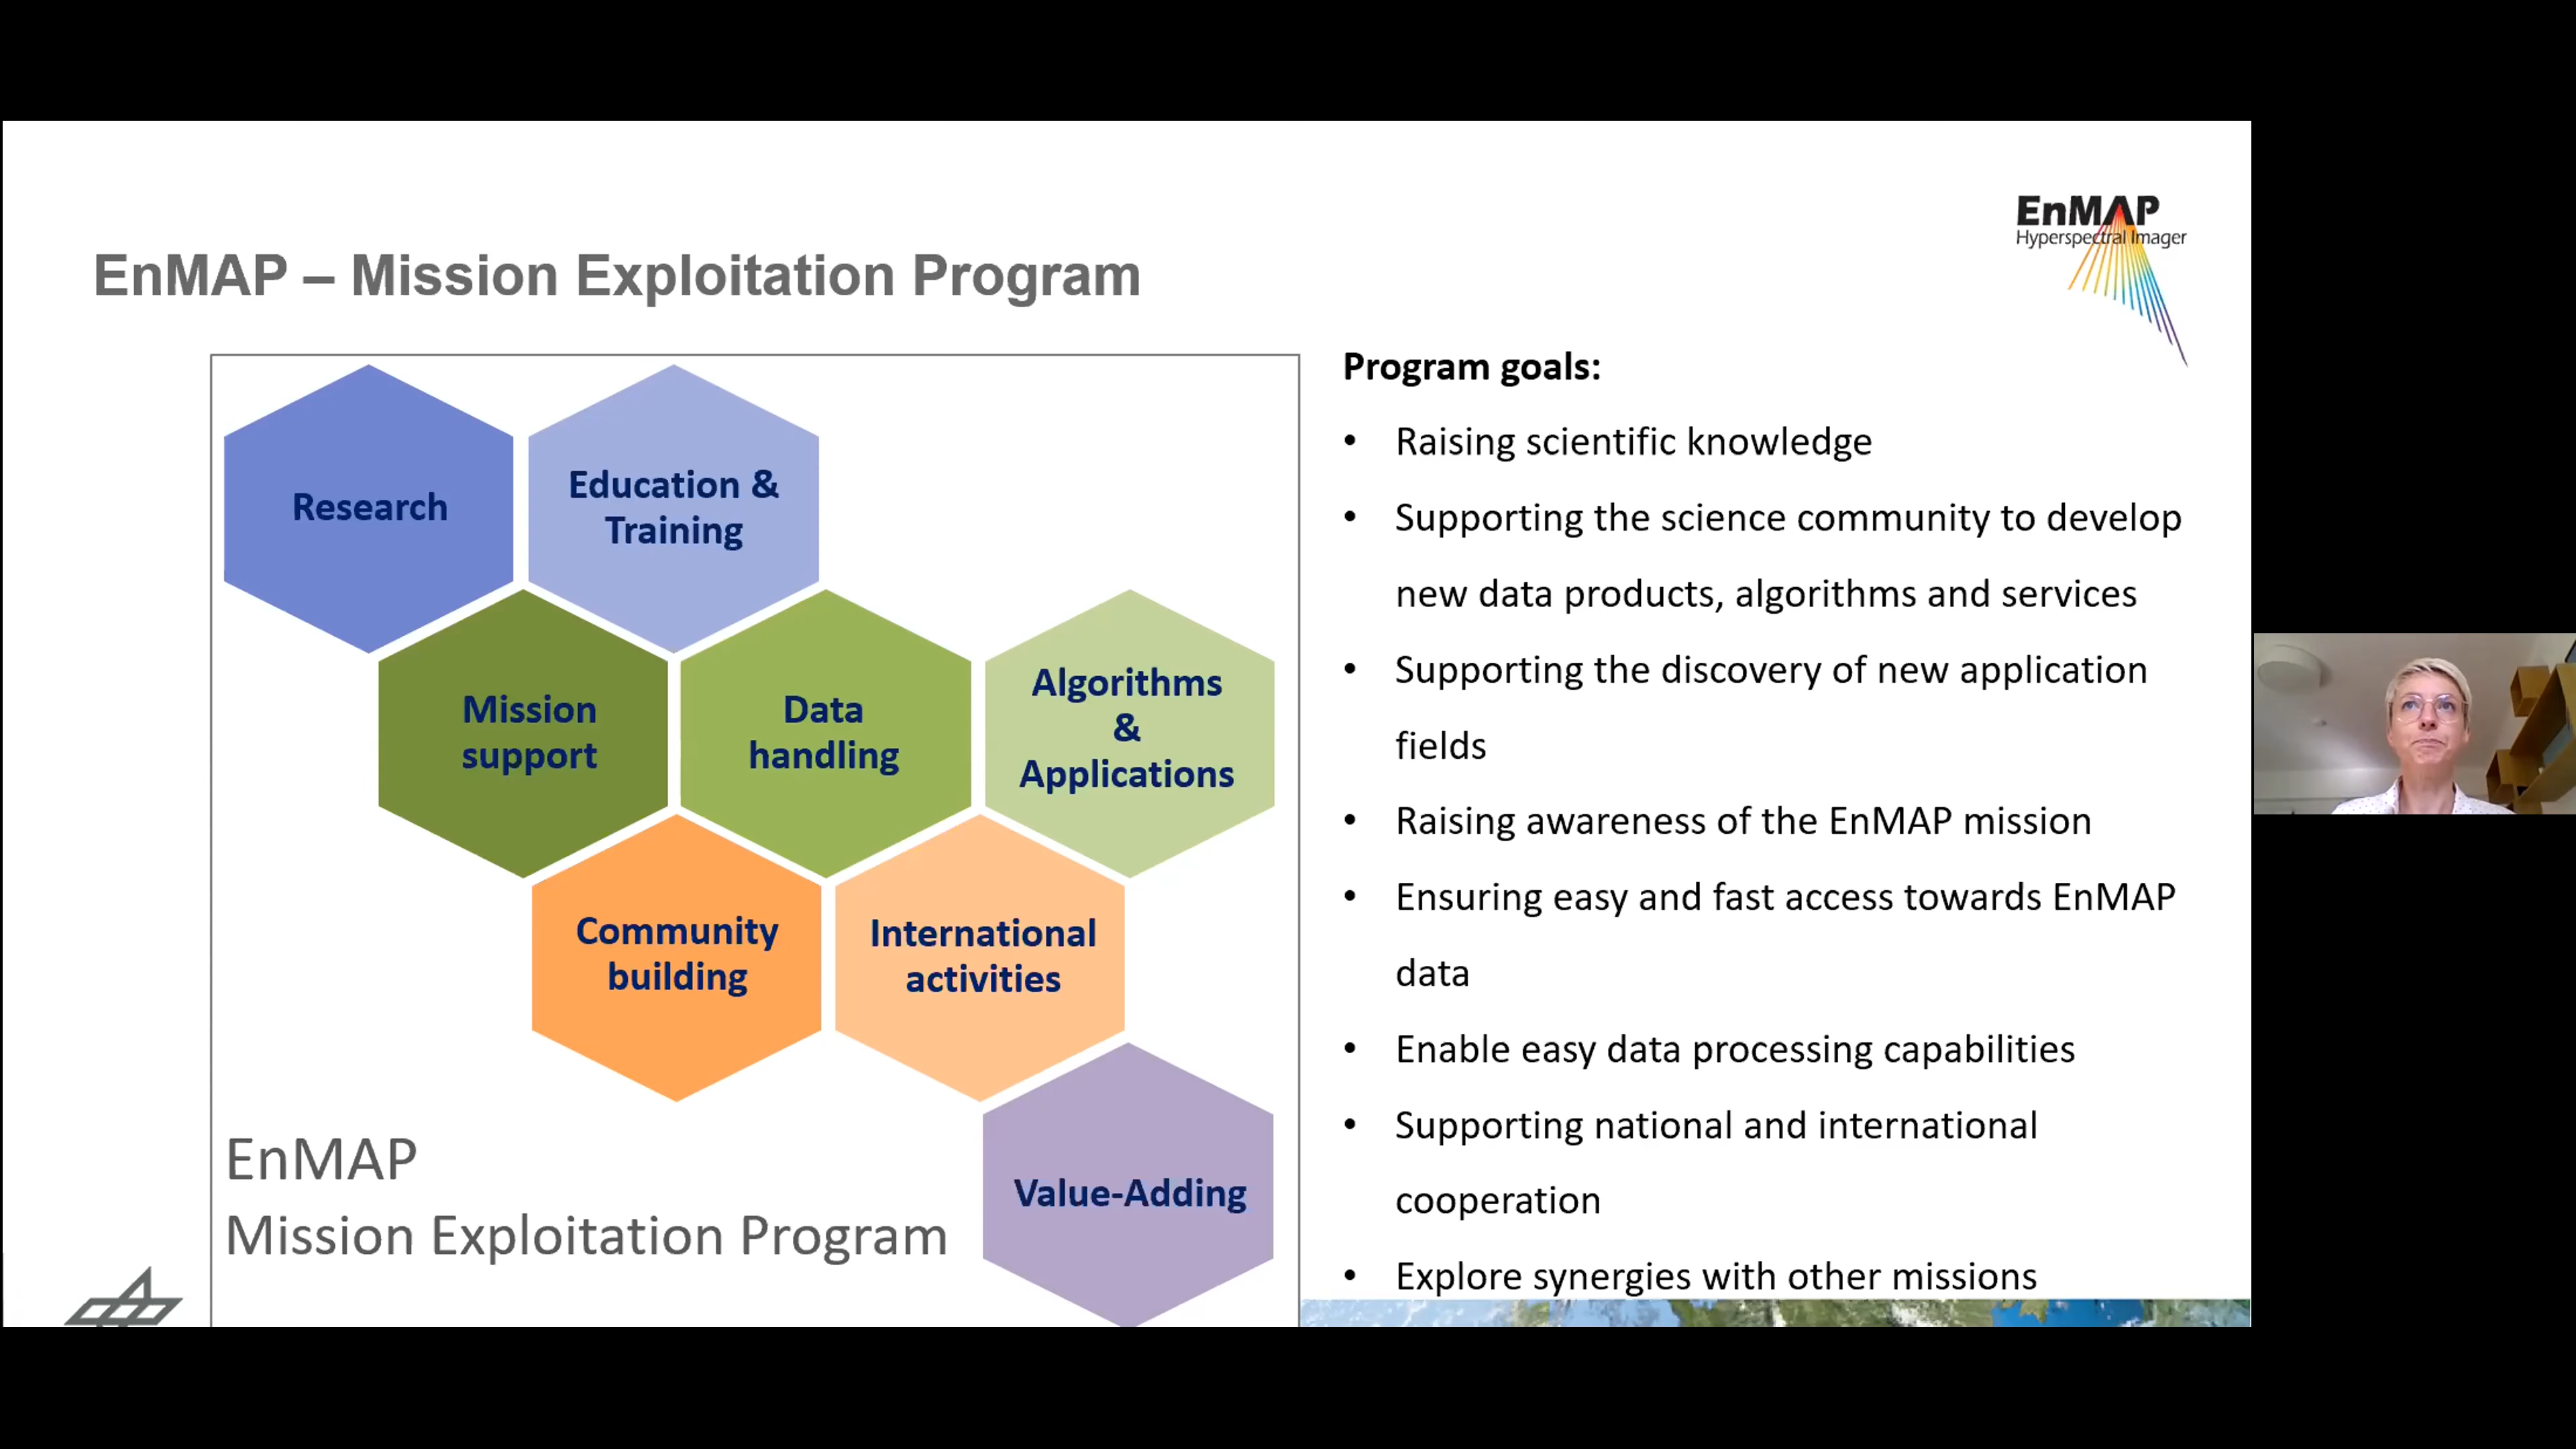 EnMAP
Hyperspectral Imager
EnMAP – Mission Exploitation Program
Research
Education &
Training
Mission
support
Data
handling
Algorithms
&
Applications
Community
building
International
activities
Value-Adding
EnMAP
Mission Exploitation Program
Program goals:
• Raising scientific knowledge
• Supporting the science community to develop
new data products, algorithms and services
• Supporting the discovery of new application
fields
• Raising awareness of the EnMAP mission
• Ensuring easy and fast access towards EnMAP
data
• Enable easy data processing capabilities
• Supporting national and international
cooperation
• Explore synergies with other missions